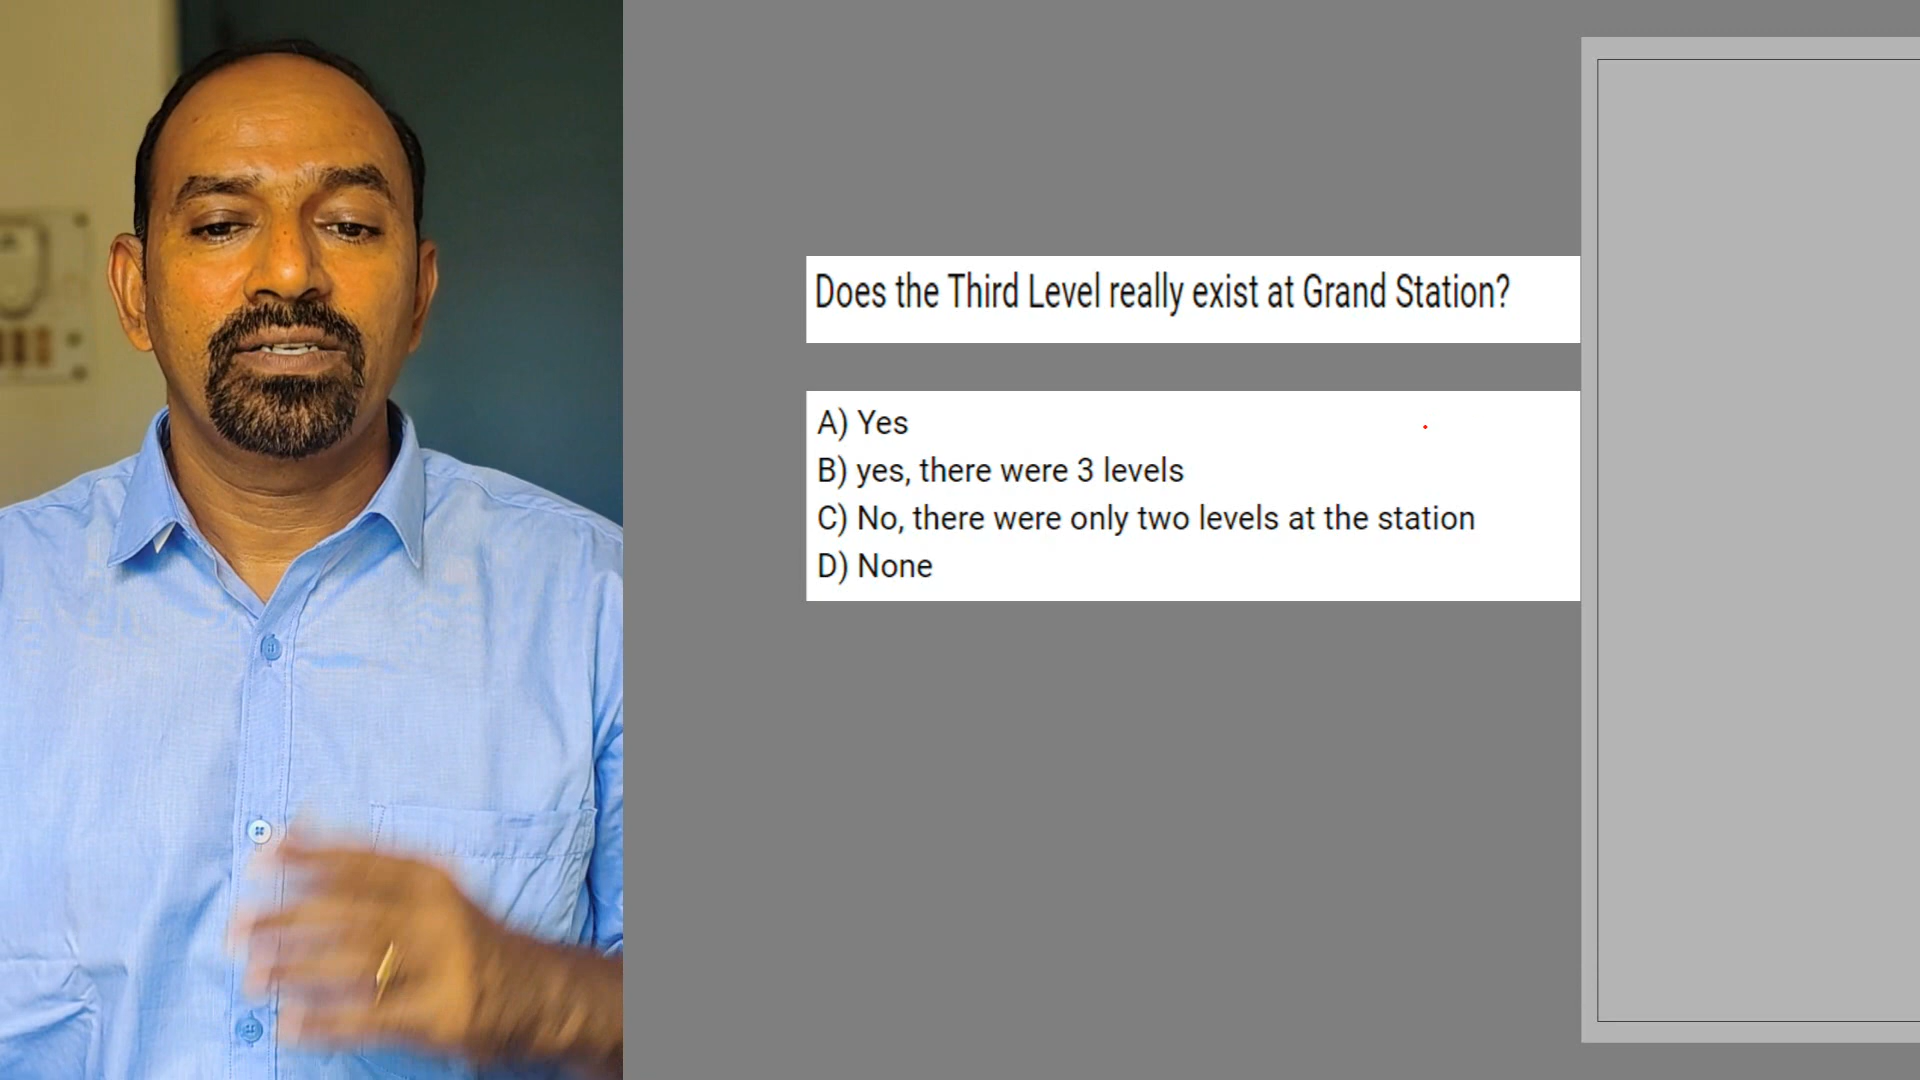 Does the Third Level really exist at Grand Station?
A) Yes
B) yes, there were 3 levels
C) No, there were only two levels at the station
D) None